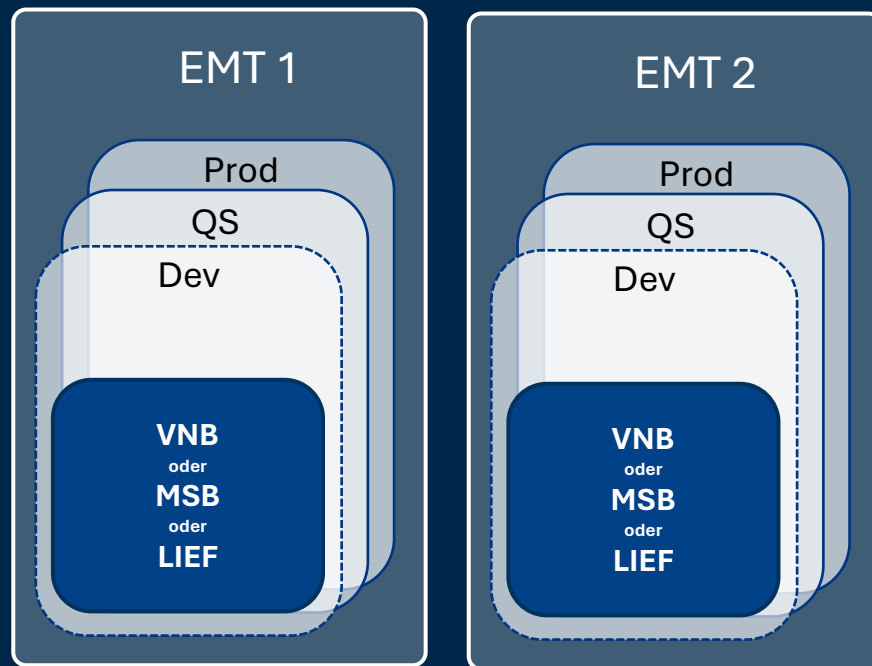 EMT 1
Prod
QS
Dev
VNB
oder
MSB
oder
LIEF
EMT 2
Prod
QS
Dev
VNB
oder
MSB
oder
LIEF